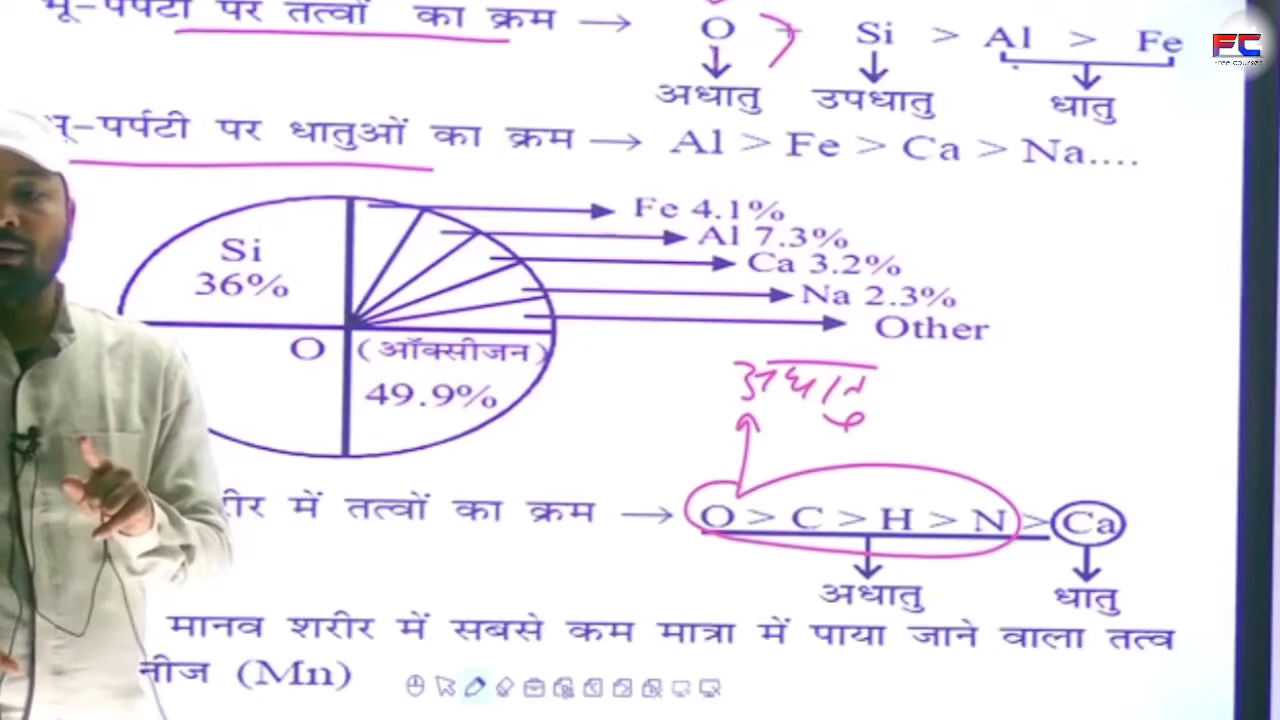 भू-पर्पटी पर तत्वों का क्रम → O > Si > Al > Fe
FC
Free Courses
अधातु उपधातु धातु
भू-पर्पटी पर धातुओं का क्रम → Al > Fe > Ca > Na....
Fe 4.1%
Al 7.3%
Ca 3.2%
Na 2.3%
Other
Si
36%
O (ऑक्सीजन)
49.9%
अधातु
में तत्वों का क्रम → O > C > H > N > Ca
अधातु धातु
मानव शरीर में सबसे कम मात्रा में पाया जाने वाला तत्व
(Mn)